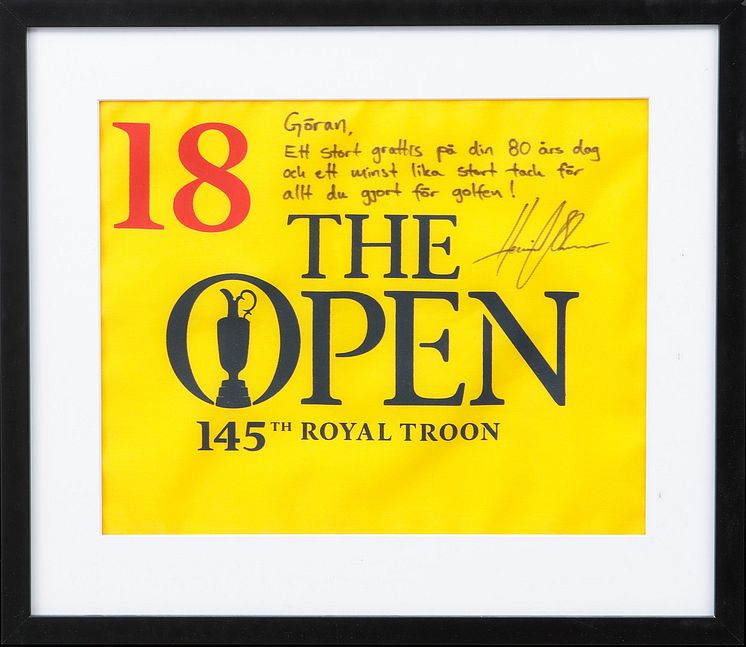 18
Göran,
Ett stort grattis på din 80 års dag
och ett minst lika stort tack för
allt du gjort för golfen!
THE
OPEN
145TH ROYAL TROON